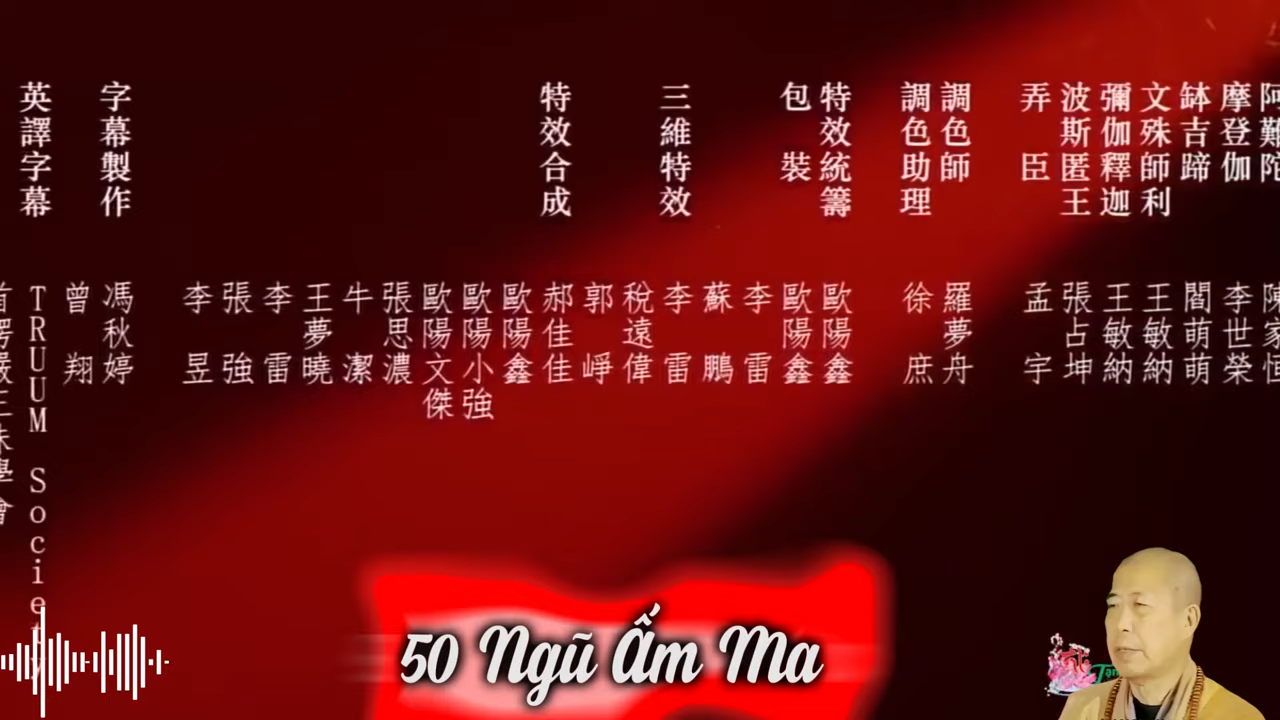 阿難陀
摩登伽 李世榮
缽吉蹄 閻萌萌
文殊師利 王敏納
彌伽釋迦 王敏納
波斯匿王 張占坤
弄臣 孟宇
調色師 羅夢舟
調色助理 徐庶
特效統籌 歐陽鑫
包裝 歐陽鑫
李雷
蘇鵬
三維特效 李雷
稅遠偉
郭崢
特效合成 郝佳佳
歐陽鑫
歐陽小強
歐陽文傑
張思濃
牛潔
王夢曉
李雷
張強
李昱
字幕製作 馮秋婷
曾翔
英譯字幕 TRUUM Society
50 Ngũ Ấm Ma